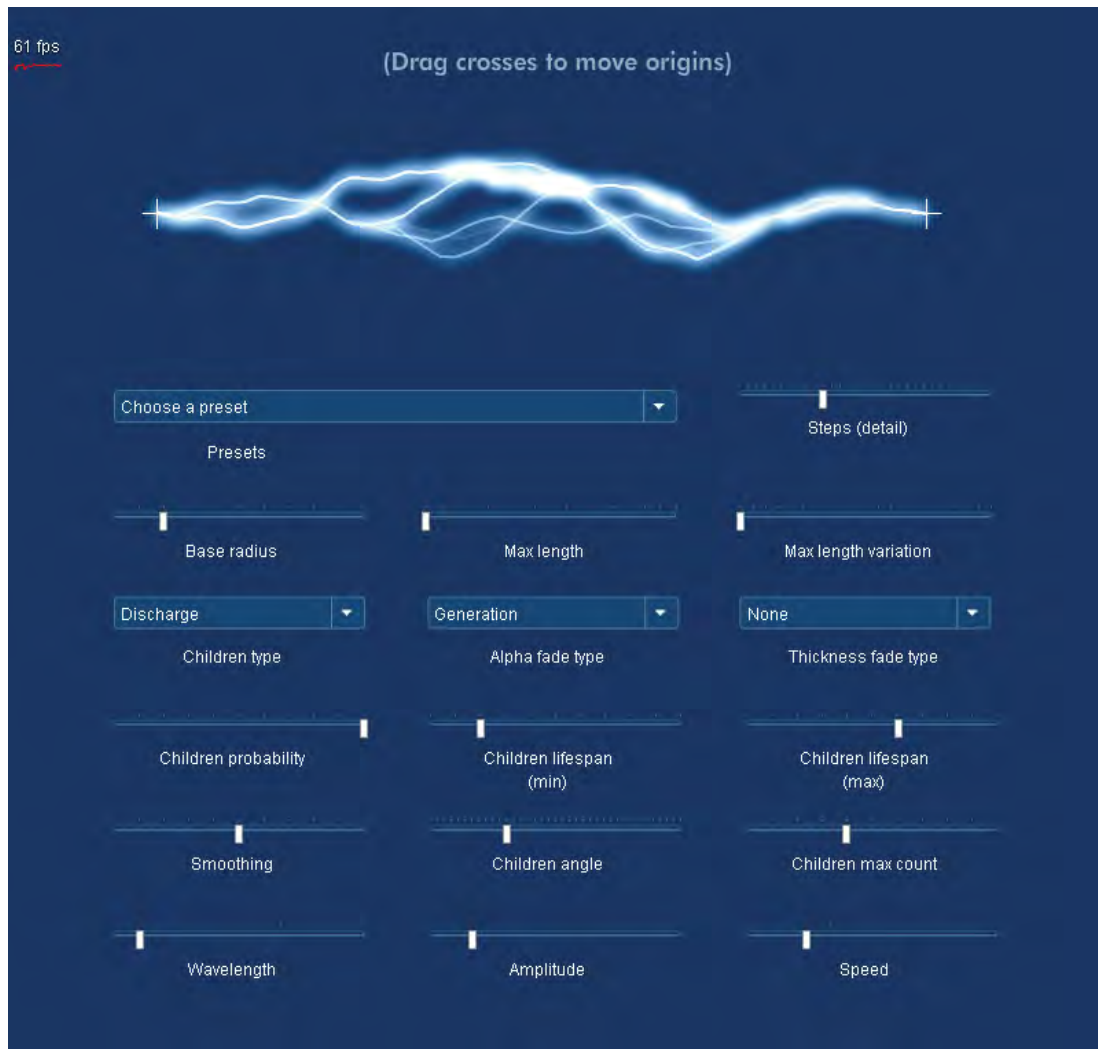 61 fps
(Drag crosses to move origins)
Choose a preset
Steps (detail)
Presets
Base radius
Max length
Max length variation
Discharge
Generation
None
Children type
Alpha fade type
Thickness fade type
Children probability
Children lifespan
(min)
Children lifespan
(max)
Smoothing
Children angle
Children max count
Wavelength
Amplitude
Speed